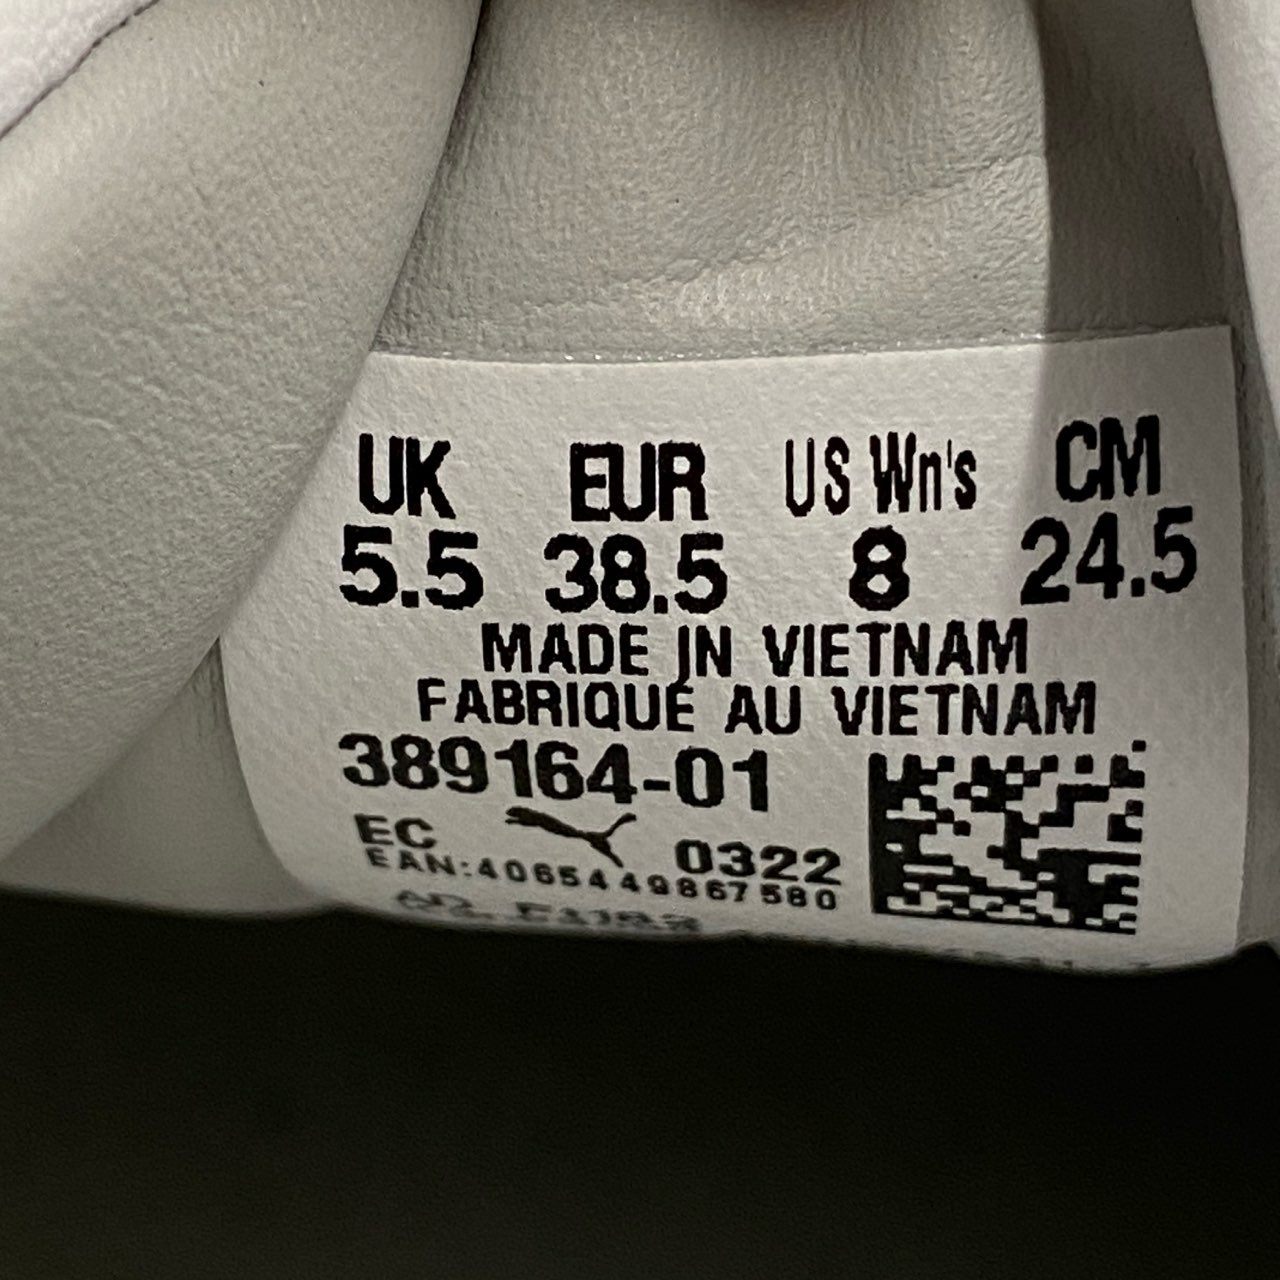 UK EUR US Wn's CM
5.5 38.5 8 24.5
MADE IN VIETNAM
FABRIQUE AU VIETNAM
389164-01
EC 0322
EAN:4065449867580